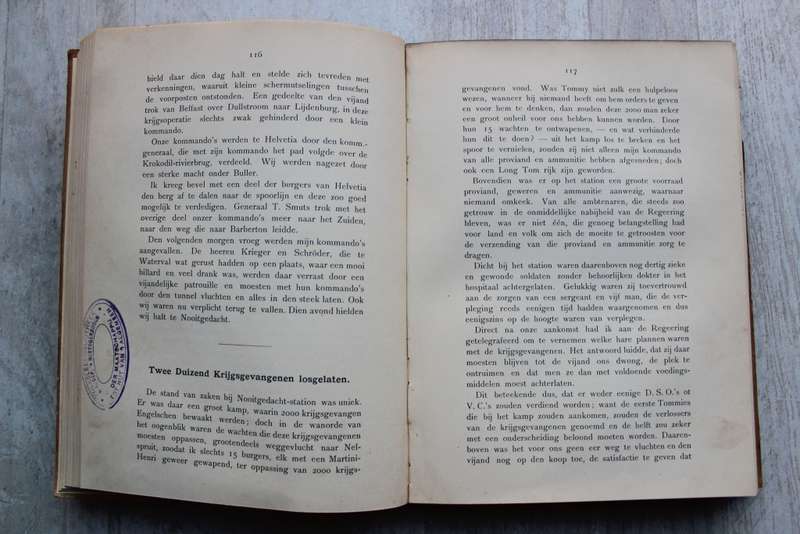 116
hield daar dien dag halt en stelde zich tevreden met
verkenningen, waaruit kleine schermutselingen tusschen
de voorposten ontstonden. Een gedeelte van den vijand
trok van Belfast over Dullstroom naar Lijdenburg, in deze
krijgsoperatie slechts zwak gehinderd door een klein
kommando.
Onze kommando's werden te Helvetia door den komm.-
generaal, die met zijn kommando het pad volgde over de
Krokodil-rivierbrug, verdeeld. Wij werden nagezet door
een sterke macht onder Buller.
Ik kreeg bevel met een deel der burgers van Helvetia
den berg af te dalen naar de spoorlijn en deze zoo goed
mogelijk te verdedigen. Generaal T. Smuts trok met het
overige deel onzer kommando's meer naar het Zuiden,
naar den weg die naar Barberton leidde.
Den volgenden morgen vroeg werden mijn kommando's
aangevallen. De heeren Krieger en Schröder, die te
Waterval wat gerust hadden op een plaats, waar een mooi
billard en veel drank was, werden daar verrast door een
vijandelijke patrouille en moesten met hun kommando's
door den tunnel vluchten en alles in den steek laten. Ook
wij waren nu verplicht terug te vallen. Dien avond hielden
wij halt te Nooitgedacht.
Twee Duizend Krijgsgevangenen losgelaten.
De stand van zaken bij Nooitgedacht-station was uniek.
Er was daar een groot kamp, waarin 2000 krijgsgevangen
Engelschen bewaakt werden; doch in de wanorde van
het oogenblik waren de wachten die deze krijgsgevangenen
moesten oppassen, grootendeels weggevlucht naar Nel-
spruit, zoodat ik slechts 15 burgers, elk met een Martini-
Henri geweer gewapend, ter oppassing van 2000 krijgs-
117
gevangenen vond. Was Tommy niet zulk een hulpeloos
wezen, wanneer hij niemand heeft om hem orders te geven
en voor hem te denken, dan zouden deze 2000 man zeker
een groot onheil voor ons hebben kunnen worden. Door
hun 15 wachten te ontwapenen, — en wat verhinderde
hun dit te doen? — uit het kamp los te breken en het
spoor te vernielen, zouden zij niet alleen mijn kommando
van alle proviand en ammunitie hebben afgesneden; doch
ook een Long Tom rijk zijn geworden.
Bovendien was er op het station een groote voorraad
proviand, geweren en ammunitie aanwezig, waarnaar
niemand omkeek. Van alle ambtenaren, die steeds zoo
getrouw in de onmiddellijke nabijheid van de Regeering
bleven, was er niet één, die genoeg belangstelling had
voor land en volk om zich de moeite te getroosten voor
de verzending van die proviand en ammunitie zorg te
dragen.
Dicht bij het station waren daarenboven nog dertig zieke
en gewonde soldaten zonder behoorlijken dokter in het
hospitaal achtergelaten. Gelukkig waren zij toevertrouwd
aan de zorgen van een sergeant en vijf man, die de ver-
pleging reeds eenigen tijd hadden waargenomen en dus
eenigszins op de hoogte waren van verplegen.
Direct na onze aankomst had ik aan de Regeering
getelegrafeerd om te vernemen welke hare plannen waren
met de krijgsgevangenen. Het antwoord luidde, dat zij daar
moesten blijven tot de vijand ons dwong, de plek te
ontruimen en dat men ze dan met voldoende voedings-
middelen moest achterlaten.
Dit beteekende dus, dat er weder eenige D. S. O.'s of
V. C.'s zouden verdiend worden; want de eerste Tommies
die bij het kamp zouden aankomen, zouden de verlossers
van de krijgsgevangenen genoemd en de helft zou zeker
met een onderscheiding beloond moeten worden. Daaren-
boven was het voor ons geen eer weg te vluchten en den
vijand nog op den koop toe, de satisfactie te geven dat